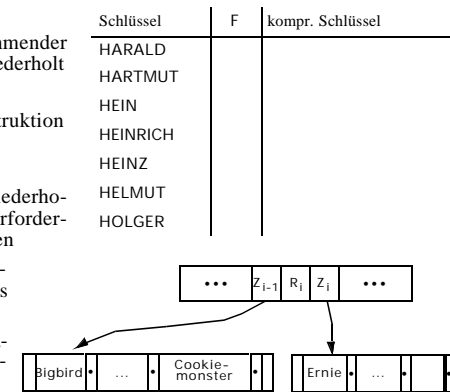 Schlüssel F kompr. Schlüssel
HARALD
HARTMUT
HEIN
HEINRICH
HEINZ
HELMUT
HOLGER
••• Z i-1 R i Z i •••
Bigbird • ... • Cookie-
monster •
Ernie • ... •